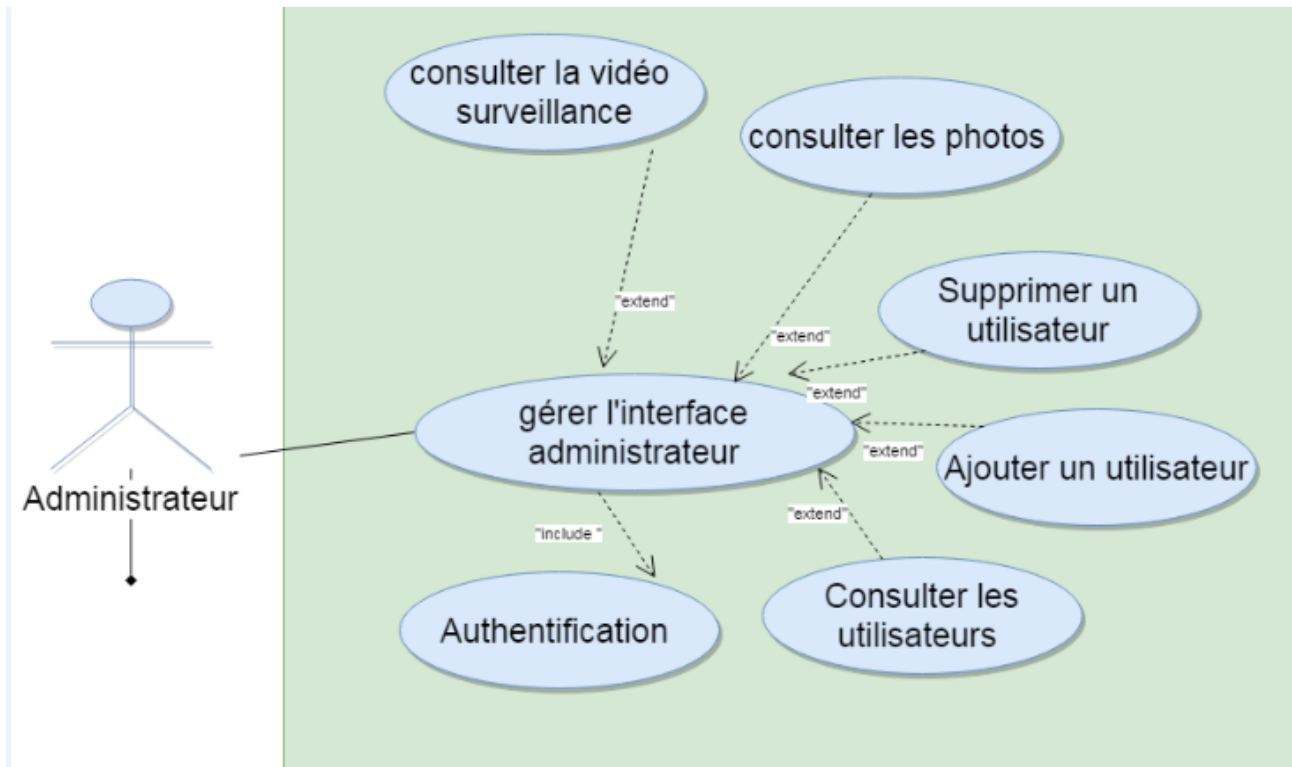 consulter la vidéo
surveillance
consulter les photos
Supprimer un
utilisateur
"extend"
"extend"
"extend"
gérer l'interface
administrateur
"extend"
Ajouter un utilisateur
Administrateur
"extend"
"include "
Consulter les
utilisateurs
Authentification